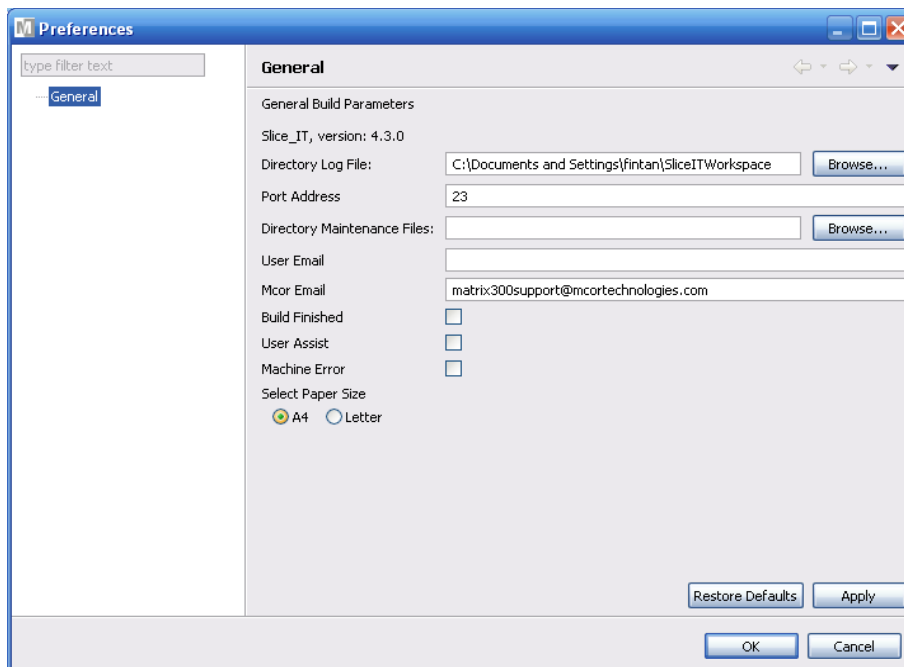 M Preferences
type filter text
General
General
General Build Parameters
Slice_IT, version: 4.3.0
Directory Log File: C:\Documents and Settings\fintan\SliceITWorkspace Browse...
Port Address 23
Directory Maintenance Files: Browse...
User Email
Mcor Email matrix300support@mcortechnologies.com
Build Finished
User Assist
Machine Error
Select Paper Size
A4 Letter
Restore Defaults Apply
OK Cancel